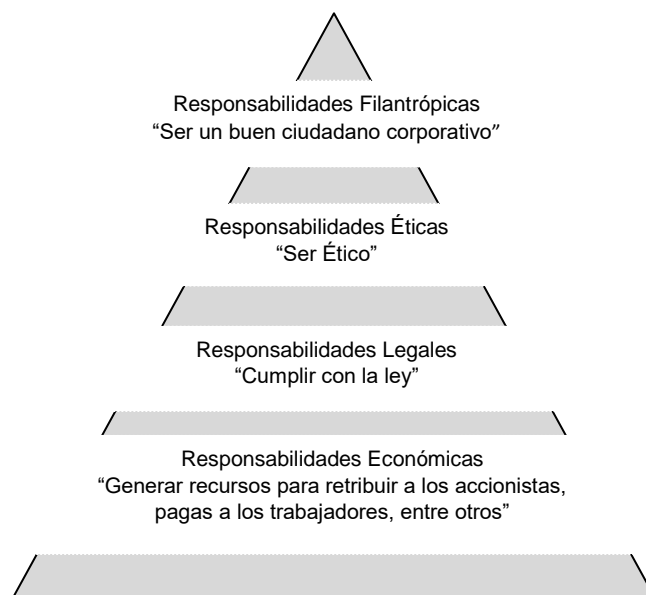 Responsabilidades Filantrópicas
“Ser un buen ciudadano corporativo”
Responsabilidades Éticas
“Ser Ético”
Responsabilidades Legales
“Cumplir con la ley”
Responsabilidades Económicas
“Generar recursos para retribuir a los accionistas,
pagas a los trabajadores, entre otros”